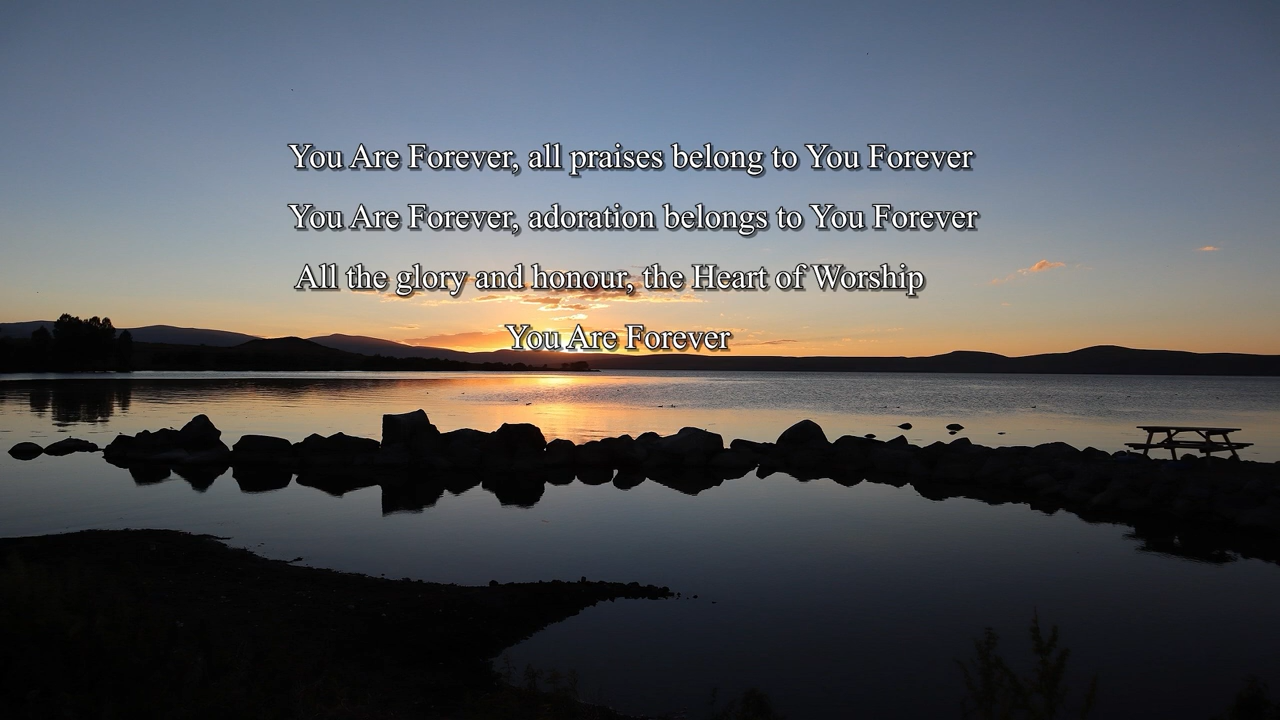 You Are Forever, all praises belong to You Forever
You Are Forever, adoration belongs to You Forever
All the glory and honour, the Heart of Worship
You Are Forever